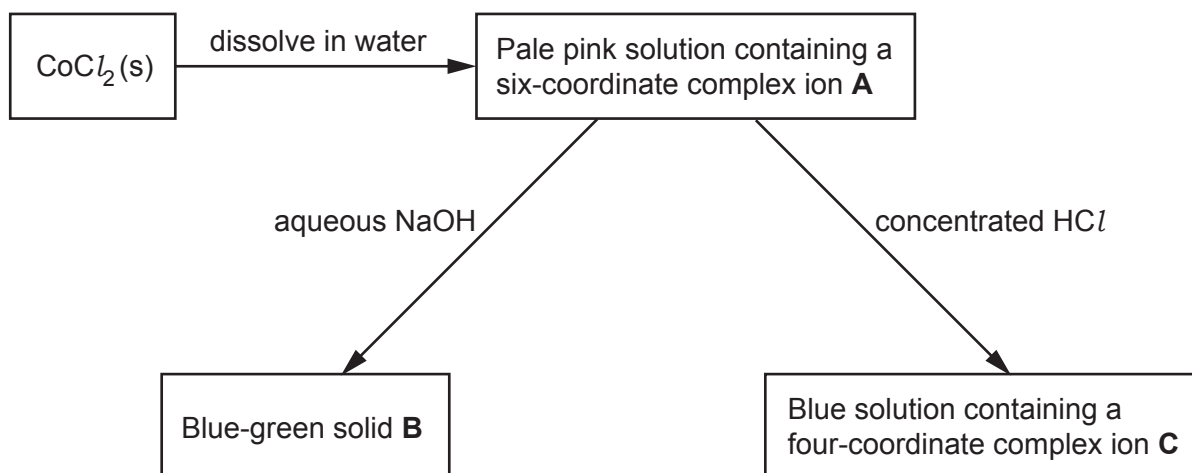 CoCl₂(s)
dissolve in water
Pale pink solution containing a
six-coordinate complex ion A
aqueous NaOH
concentrated HCl
Blue-green solid B
Blue solution containing a
four-coordinate complex ion C